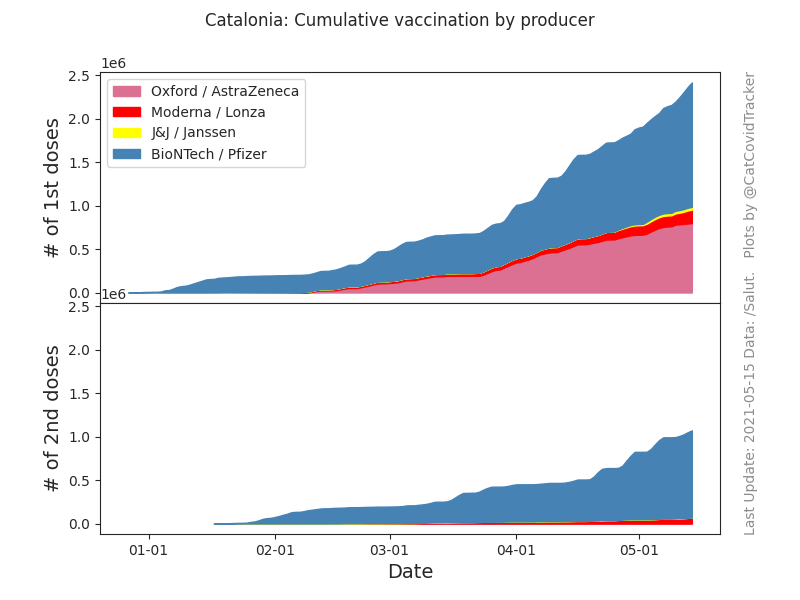 Catalonia: Cumulative vaccination by producer
1e6
2.5
2.0
1.5
1.0
0.5
0.0
# of 1st doses
Oxford / AstraZeneca
Moderna / Lonza
J&J / Janssen
BioNTech / Pfizer
1e6
2.5
2.0
1.5
1.0
0.5
0.0
# of 2nd doses
01-01
02-01
03-01
04-01
05-01
Date
Last Update: 2021-05-15 Data: /Salut. Plots by @CatCovidTracker